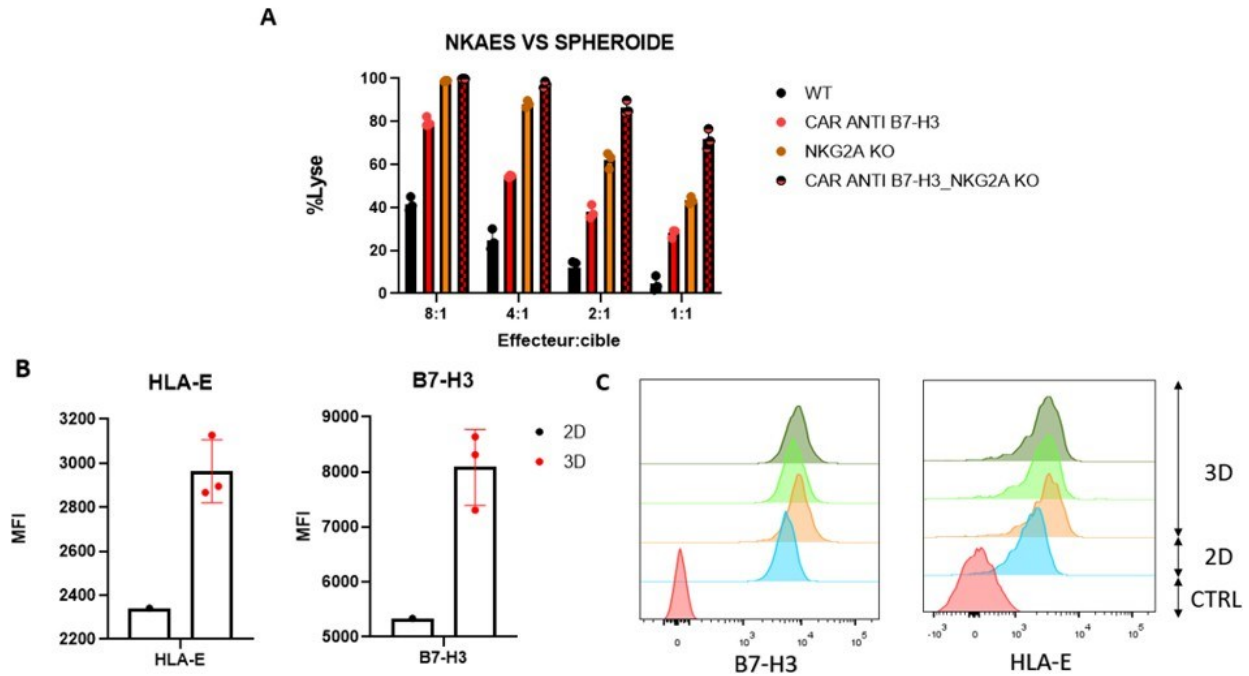 A
NKAES VS SPHEROIDE
%Lyse
100
80
60
40
20
0
8:1
4:1
2:1
1:1
Effecteur:cible
WT
CAR ANTI B7-H3
NKG2A KO
CAR ANTI B7-H3_NKG2A KO
B
HLA-E
MFI
3200
3000
2800
2600
2400
2200
HLA-E
B7-H3
MFI
9000
8000
7000
6000
5000
B7-H3
2D
3D
C
0
10³
10⁴
10⁵
B7-H3
-10³
0
10³
10⁴
10⁵
HLA-E
3D
2D
CTRL